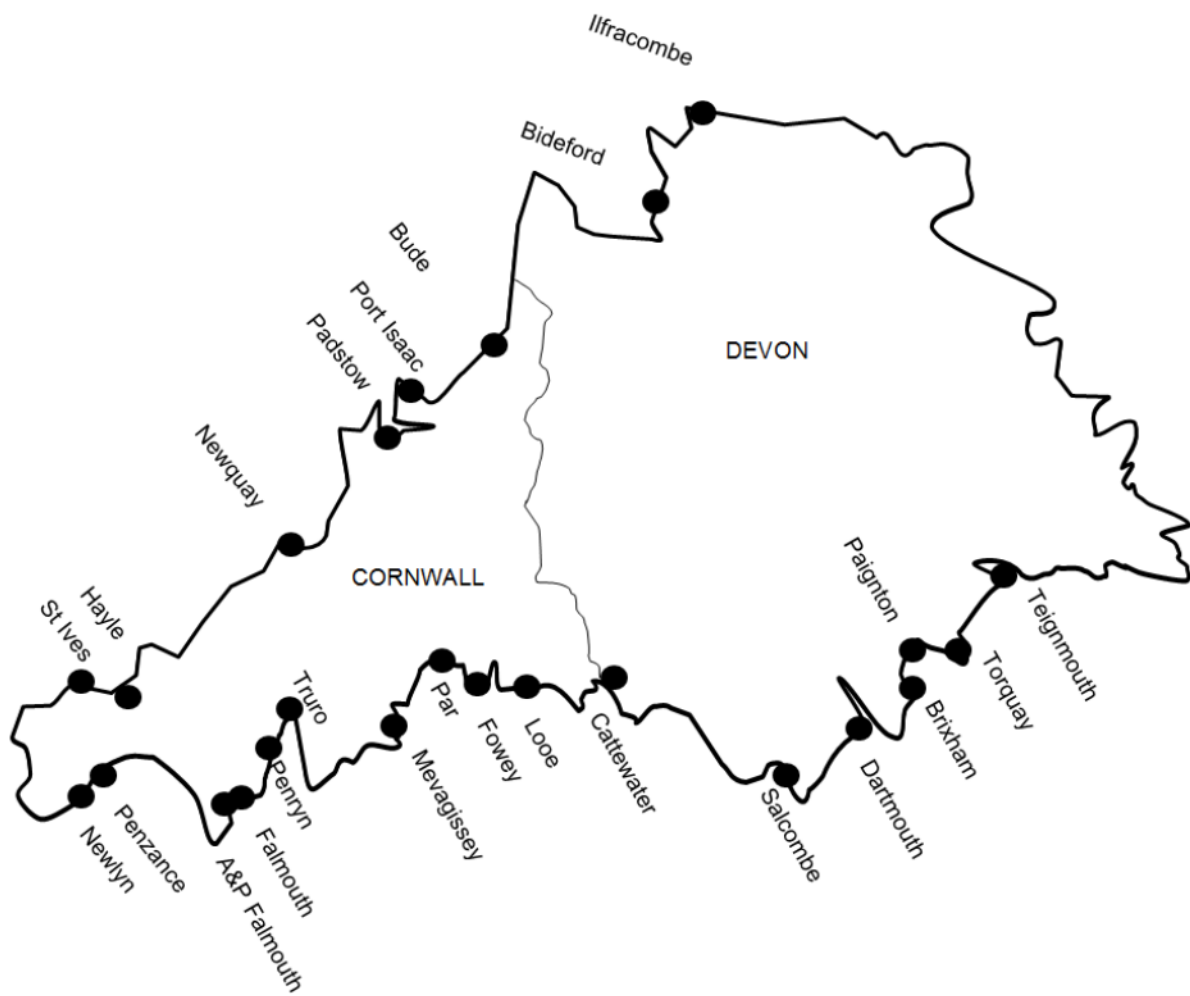 Ilfracombe
Bideford
Bude
Port Isaac
Padstow
DEVON
Newquay
CORNWALL
Hayle
St Ives
Paignton
Teignmouth
Torquay
Brixham
Dartmouth
Salcombe
Cattewater
Looe
Fowey
Par
Mevagissey
Truro
Penryn
Falmouth
A&P Falmouth
Penzance
Newlyn